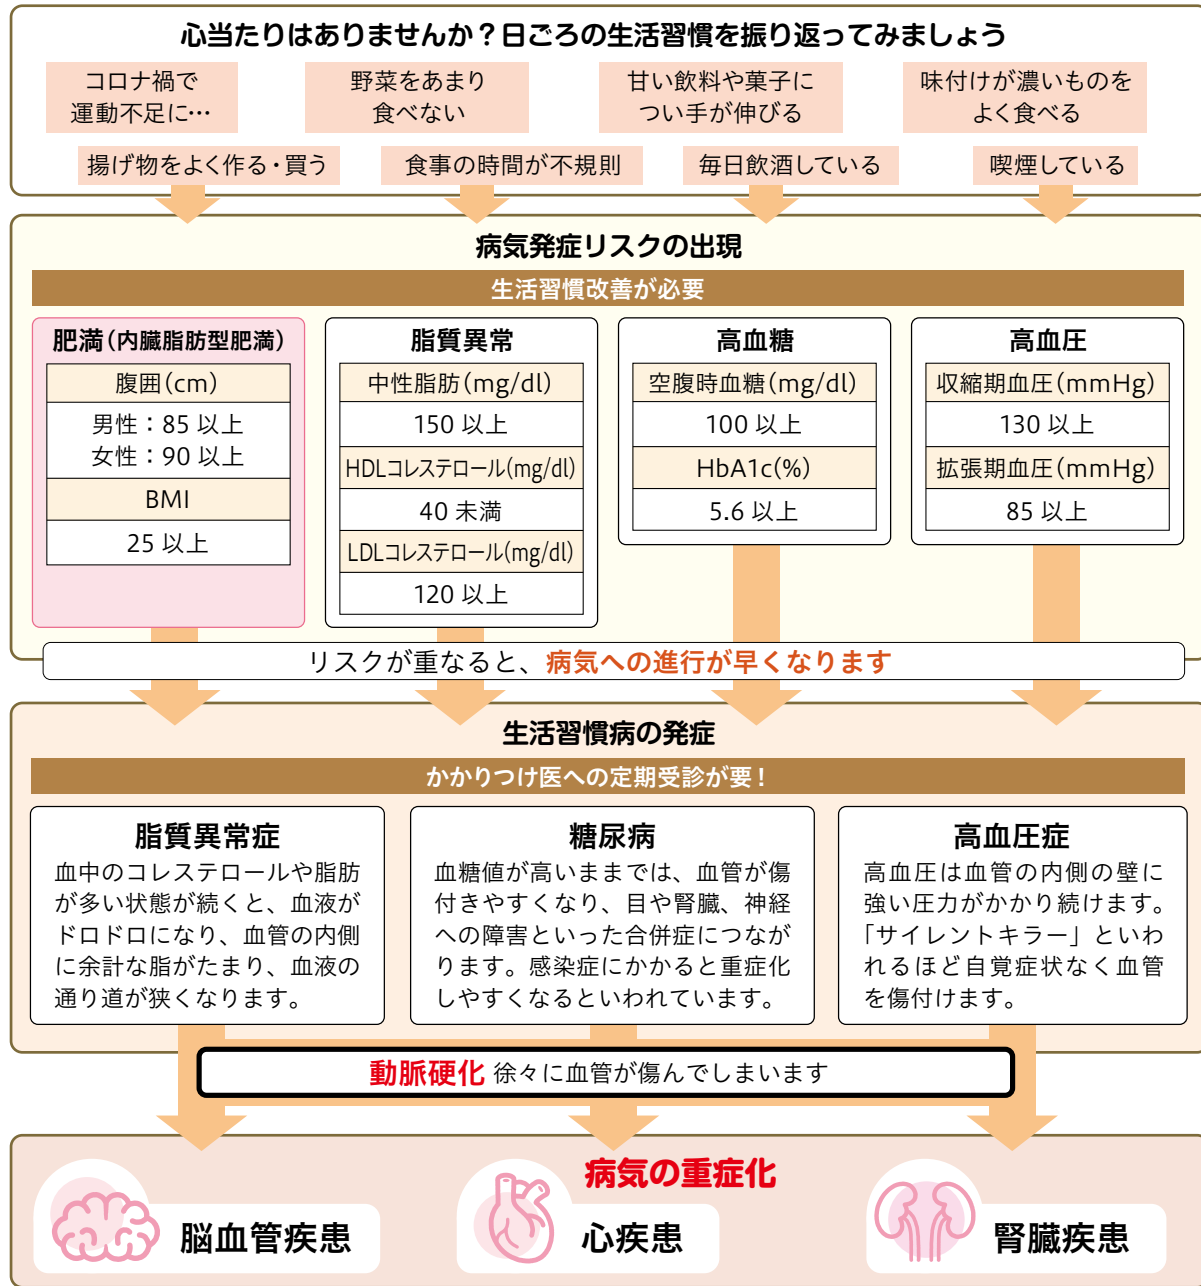 心当たりはありませんか？日ごろの生活習慣を振り返ってみましょう
コロナ禍で
運動不足に…
野菜をあまり
食べない
甘い飲料や菓子に
つい手が伸びる
味付けが濃いものを
よく食べる
揚げ物をよく作る・買う
食事の時間が不規則
毎日飲酒している
喫煙している
病気発症リスクの出現
生活習慣改善が必要
肥満(内臓脂肪型肥満)
腹囲(cm)
男性：85 以上
女性：90 以上
BMI
25 以上
脂質異常
中性脂肪(mg/dl)
150 以上
HDLコレステロール(mg/dl)
40 未満
LDLコレステロール(mg/dl)
120 以上
高血糖
空腹時血糖(mg/dl)
100 以上
HbA1c(%)
5.6 以上
高血圧
収縮期血圧(mmHg)
130 以上
拡張期血圧(mmHg)
85 以上
リスクが重なると、病気への進行が早くなります
生活習慣病の発症
かかりつけ医への定期受診が要！
脂質異常症
血中のコレステロールや脂肪
が多い状態が続くと、血液が
ドロドロになり、血管の内側
に余計な脂がたまり、血液の
通り道が狭くなります。
糖尿病
血糖値が高いままでは、血管が傷
付きやすくなり、目や腎臓、神経
への障害といった合併症につなが
ります。感染症にかかると重症化
しやすくなるといわれています。
高血圧症
高血圧は血管の内側の壁に
強い圧力がかかり続けます。
「サイレントキラー」といわ
れるほど自覚症状なく血管
を傷付けます。
動脈硬化 徐々に血管が傷んでしまいます
病気の重症化
脳血管疾患
心疾患
腎臓疾患